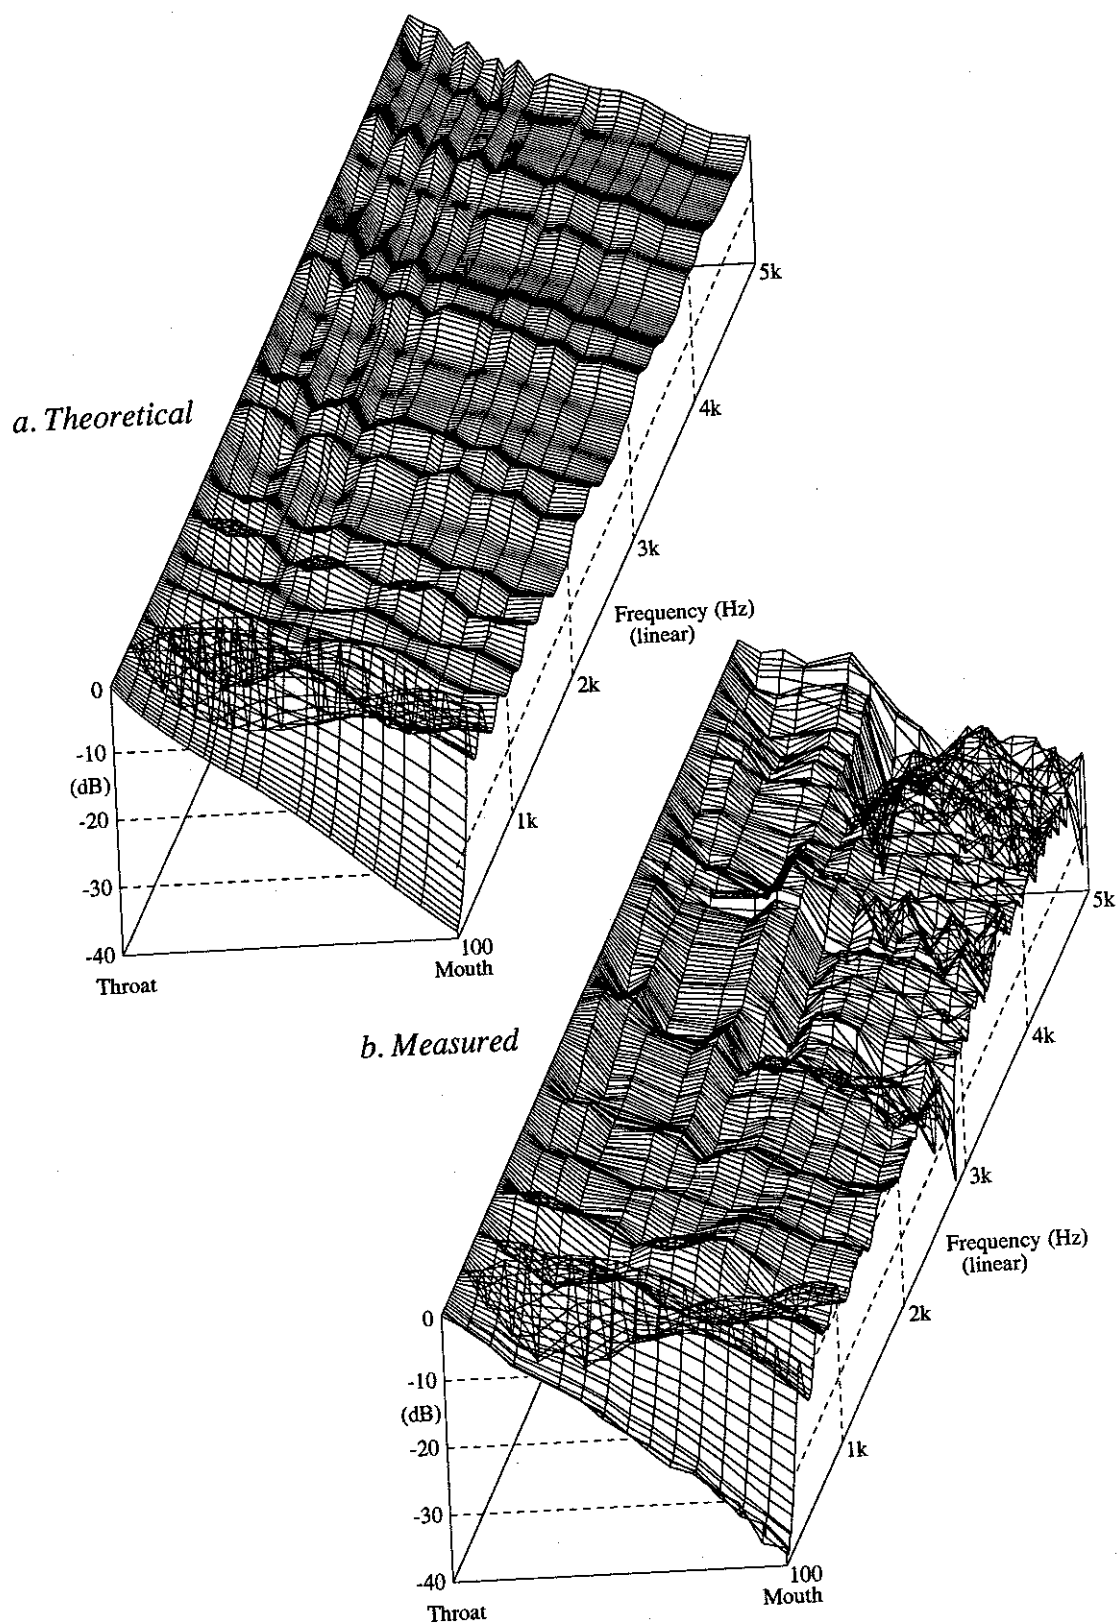 5k
4k
a. Theoretical
3k
Frequency (Hz)
(linear)
2k
0
-10
(dB)
-20
1k
-30
-40
100
Throat
Mouth
5k
b. Measured
4k
3k
Frequency (Hz)
(linear)
2k
0
-10
(dB)
-20
1k
-30
-40
100
Mouth
Throat